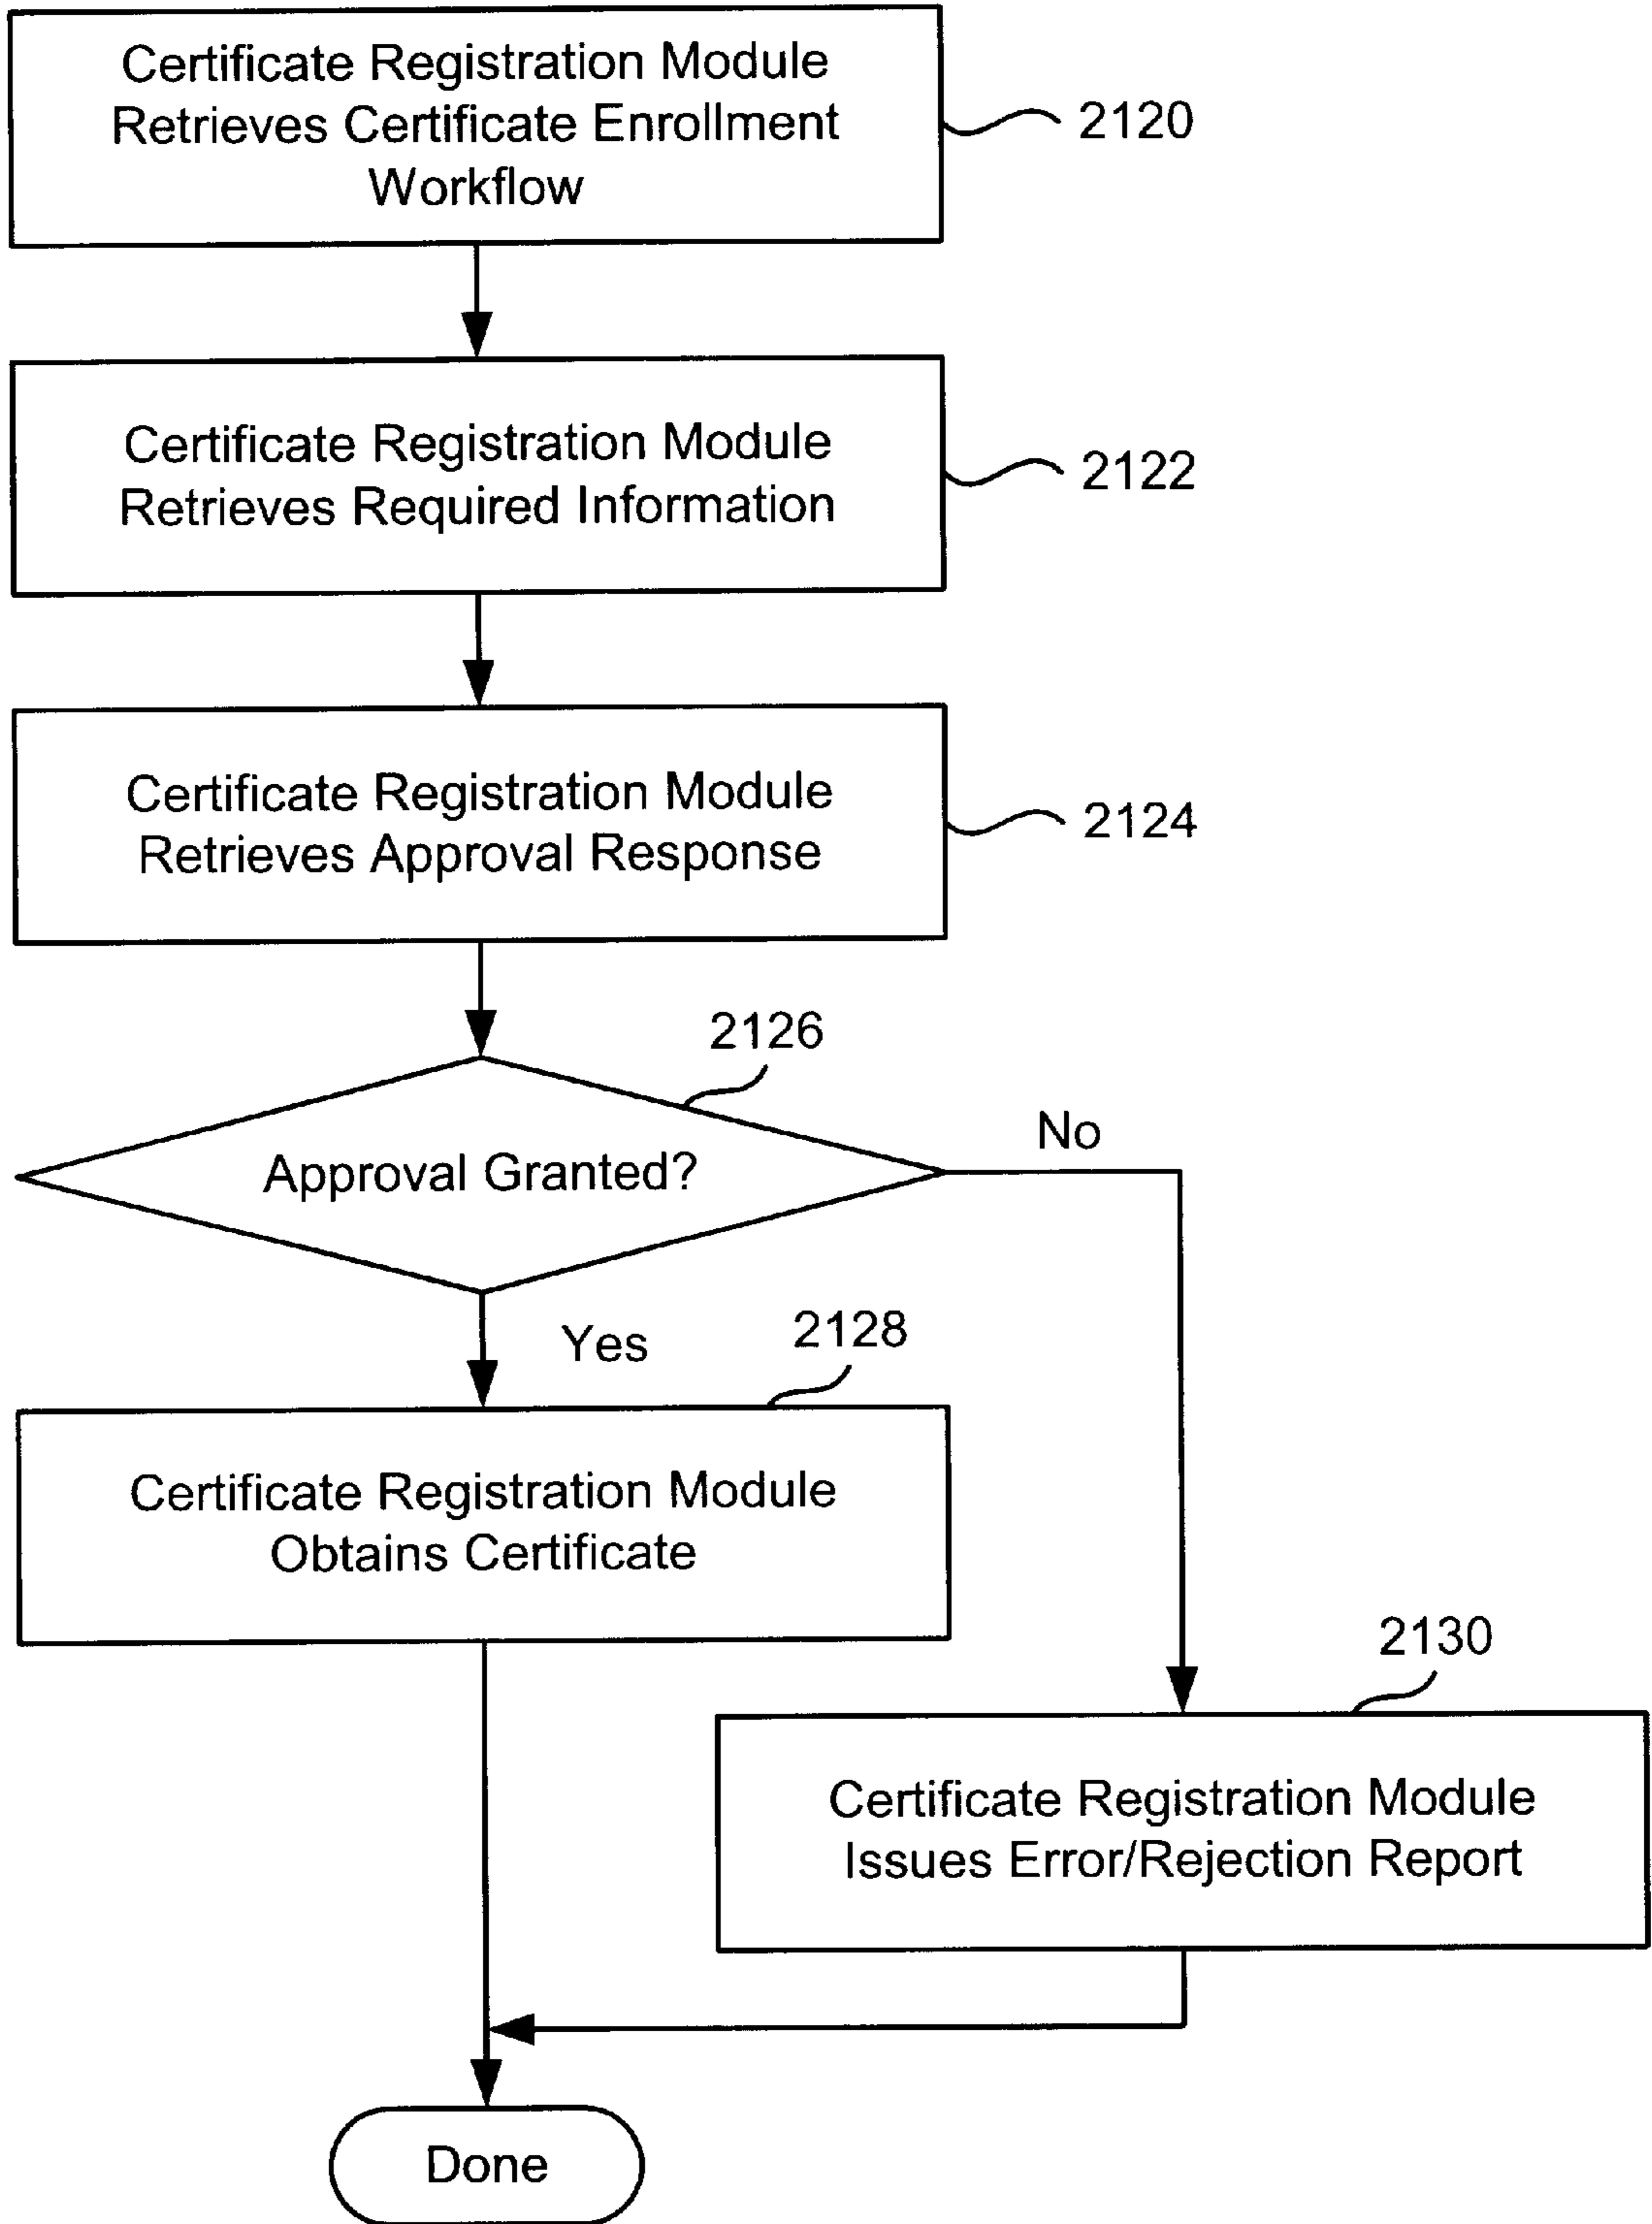 Certificate Registration Module
Retrieves Certificate Enrollment
Workflow
2120
Certificate Registration Module
Retrieves Required Information
2122
Certificate Registration Module
Retrieves Approval Response
2124
2126
Approval Granted?
No
Yes
2128
Certificate Registration Module
Obtains Certificate
2130
Certificate Registration Module
Issues Error/Rejection Report
Done